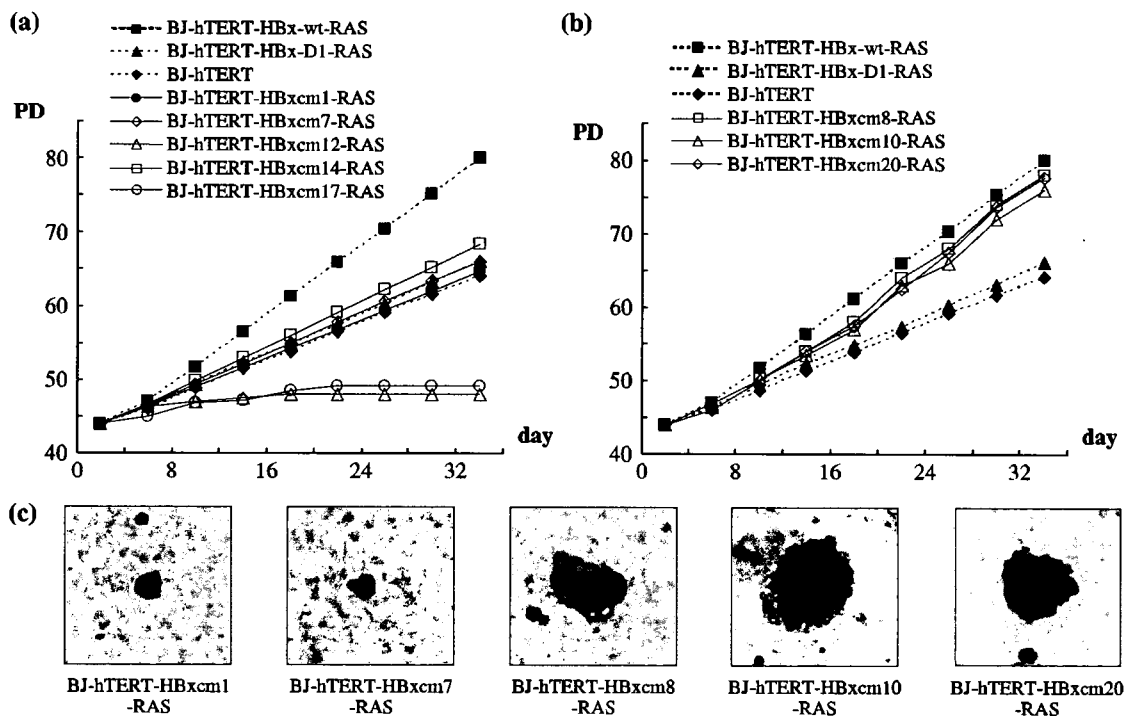 (a)
BJ-hTERT-HBx-wt-RAS
BJ-hTERT-HBx-D1-RAS
BJ-hTERT
BJ-hTERT-HBxcm1-RAS
BJ-hTERT-HBxcm7-RAS
BJ-hTERT-HBxcm12-RAS
BJ-hTERT-HBxcm14-RAS
BJ-hTERT-HBxcm17-RAS
PD
80
70
60
50
40
0 8 16 24 32
day
(b)
BJ-hTERT-HBx-wt-RAS
BJ-hTERT-HBx-D1-RAS
BJ-hTERT
BJ-hTERT-HBxcm8-RAS
BJ-hTERT-HBxcm10-RAS
BJ-hTERT-HBxcm20-RAS
PD
80
70
60
50
40
0 8 16 24 32
day
(c)
BJ-hTERT-HBxcm1
-RAS
BJ-hTERT-HBxcm7
-RAS
BJ-hTERT-HBxcm8
-RAS
BJ-hTERT-HBxcm10
-RAS
BJ-hTERT-HBxcm20
-RAS